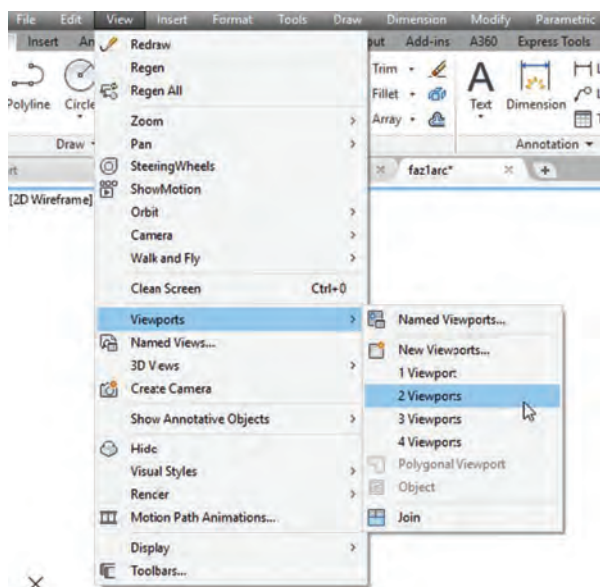 File Edit View Insert Format Tools Draw Dimension Modify Parametric
Insert Add-ins A360 Express Tools
Polyline Circle
Trim
Fillet
Array
Text Dimension
Draw Annotation
faz1arc*
[2D Wireframe]
Redraw
Regen
Regen All
Zoom
Pan
SteeringWheels
ShowMotion
Orbit
Camera
Walk and Fly
Clean Screen Ctrl+0
Viewports
Named Views...
3D Views
Create Camera
Show Annotative Objects
Hide
Visual Styles
Render
Motion Path Animations...
Display
Toolbars...
Named Viewports...
New Viewports...
1 Viewport
2 Viewports
3 Viewports
4 Viewports
Polygonal Viewport
Object
Join